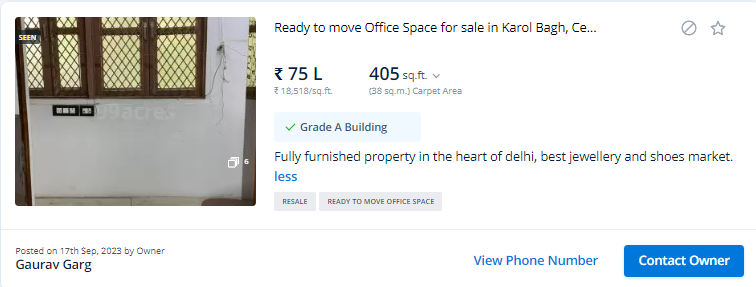 SEEN
99acres
6
Ready to move Office Space for sale in Karol Bagh, Ce...
₹ 75 L
₹ 18,518/sq.ft.
405 sq.ft.
(38 sq.m.) Carpet Area
Grade A Building
Fully furnished property in the heart of delhi, best jewellery and shoes market.
less
RESALE
READY TO MOVE OFFICE SPACE
Posted on 17th Sep, 2023 by Owner
Gaurav Garg
View Phone Number
Contact Owner